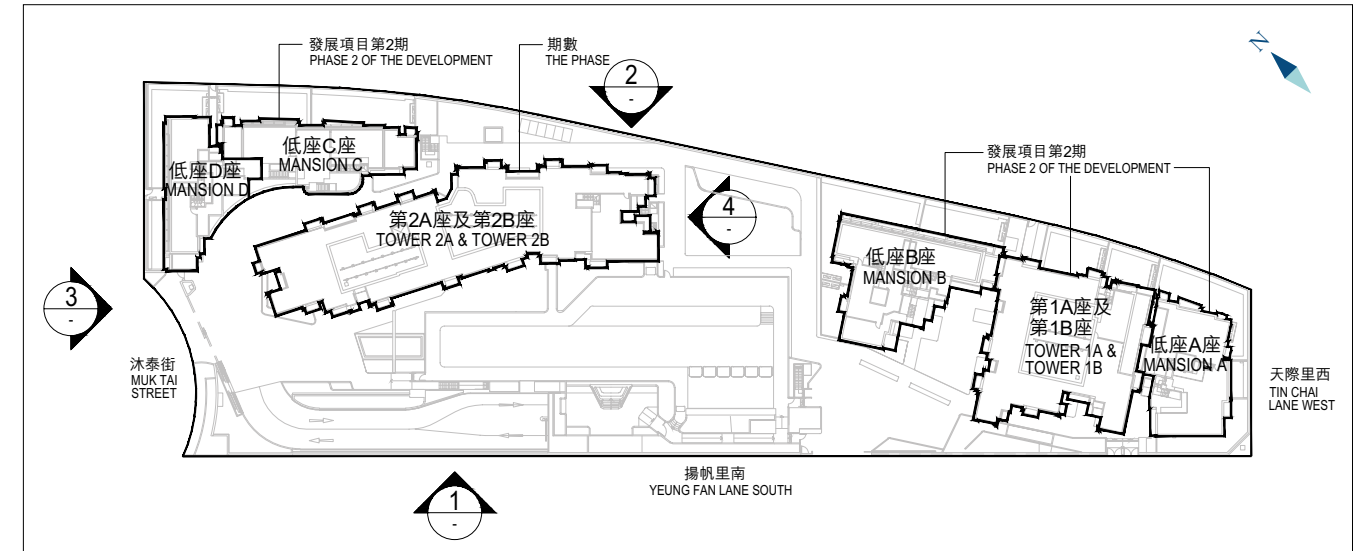 發展項目第2期
PHASE 2 OF THE DEVELOPMENT
期數
THE PHASE
N
2
-
低座C座
MANSION C
低座D座
MANSION D
發展項目第2期
PHASE 2 OF THE DEVELOPMENT
第2A座及第2B座
TOWER 2A & TOWER 2B
4
-
低座B座
MANSION B
第1A座及
第1B座
TOWER 1A &
TOWER 1B
低座A座
MANSION A
3
-
沐泰街
MUK TAI
STREET
天際里西
TIN CHAI
LANE WEST
揚帆里南
YEUNG FAN LANE SOUTH
1
-